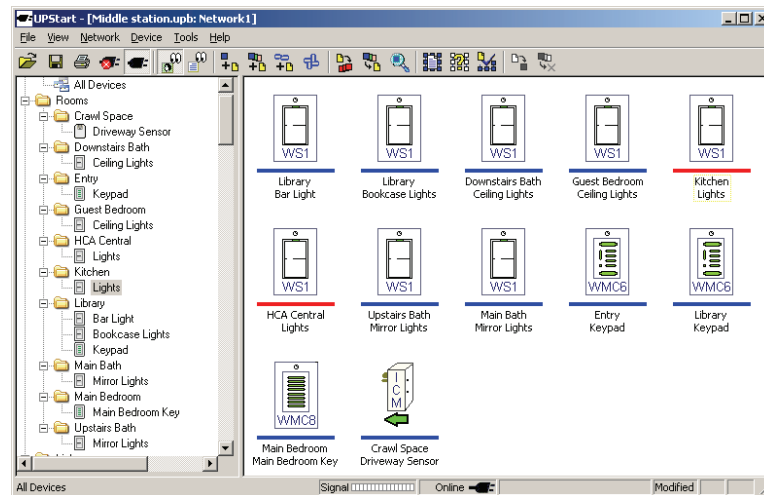 UPStart - [Middle station.upb: Network1]
File View Network Device Tools Help
All Devices
Rooms
Crawl Space
Driveway Sensor
Downstairs Bath
Ceiling Lights
Entry
Keypad
Guest Bedroom
Ceiling Lights
HCA Central
Lights
Kitchen
Lights
Library
Bar Light
Bookcase Lights
Keypad
Main Bath
Mirror Lights
Main Bedroom
Main Bedroom Key
Upstairs Bath
Mirror Lights
WS1 WS1 WS1 WS1 WS1
Library Library Downstairs Bath Guest Bedroom Kitchen
Bar Light Bookcase Lights Ceiling Lights Ceiling Lights Lights
WS1 WS1 WS1 WMC6 WMC6
HCA Central Upstairs Bath Main Bath Entry Library
Lights Mirror Lights Mirror Lights Keypad Keypad
WMC8 ICM
Main Bedroom Crawl Space
Main Bedroom Key Driveway Sensor
All Devices Signal Online Modified